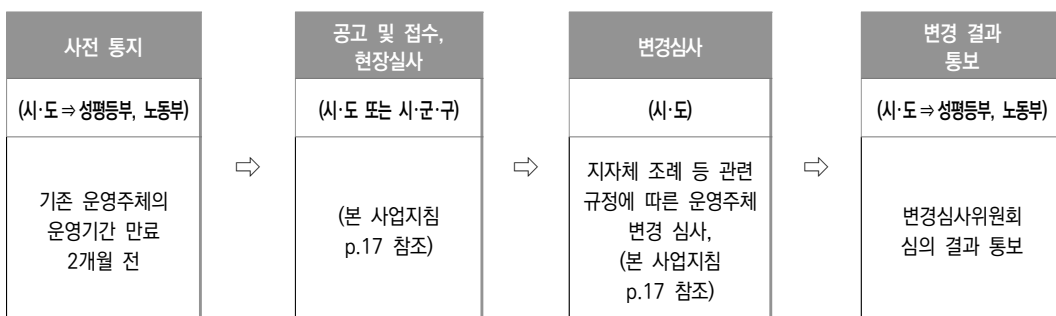 사전 통지
(시·도⇒성평등부, 노동부)
기존 운영주체의
운영기간 만료
2개월 전
⇨
공고 및 접수,
현장실사
(시·도 또는 시·군·구)
(본 사업지침
p.17 참조)
⇨
변경심사
(시·도)
지자체 조례 등 관련
규정에 따른 운영주체
변경 심사,
(본 사업지침
p.17 참조)
⇨
변경 결과
통보
(시·도⇒성평등부, 노동부)
변경심사위원회
심의 결과 통보